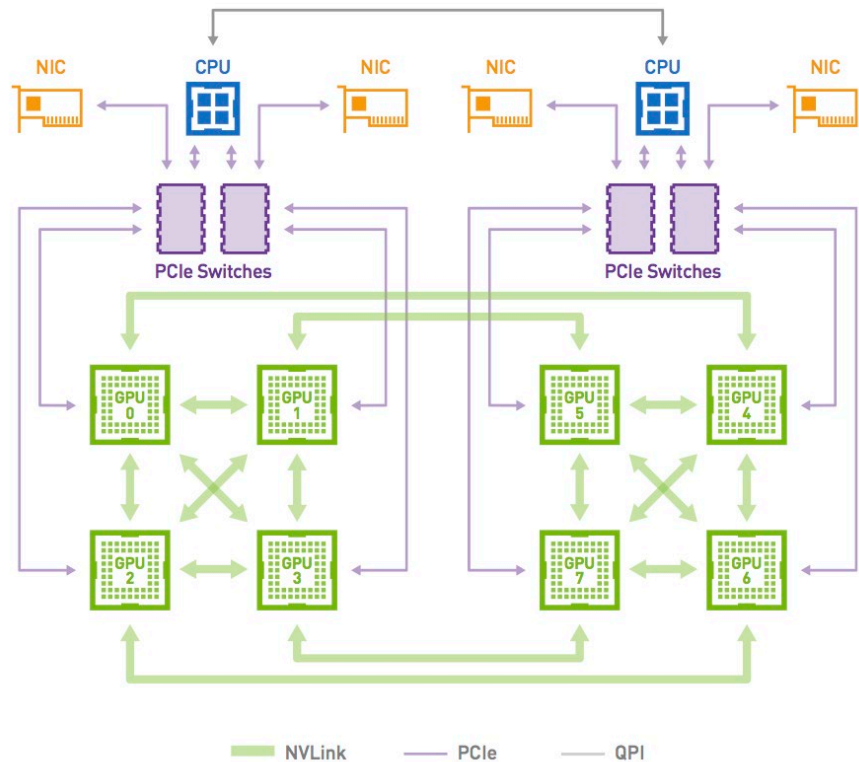 NIC
CPU
NIC
NIC
CPU
NIC
PCIe Switches
PCIe Switches
GPU
0
GPU
1
GPU
5
GPU
4
GPU
2
GPU
3
GPU
7
GPU
6
NVLink
PCIe
QPI